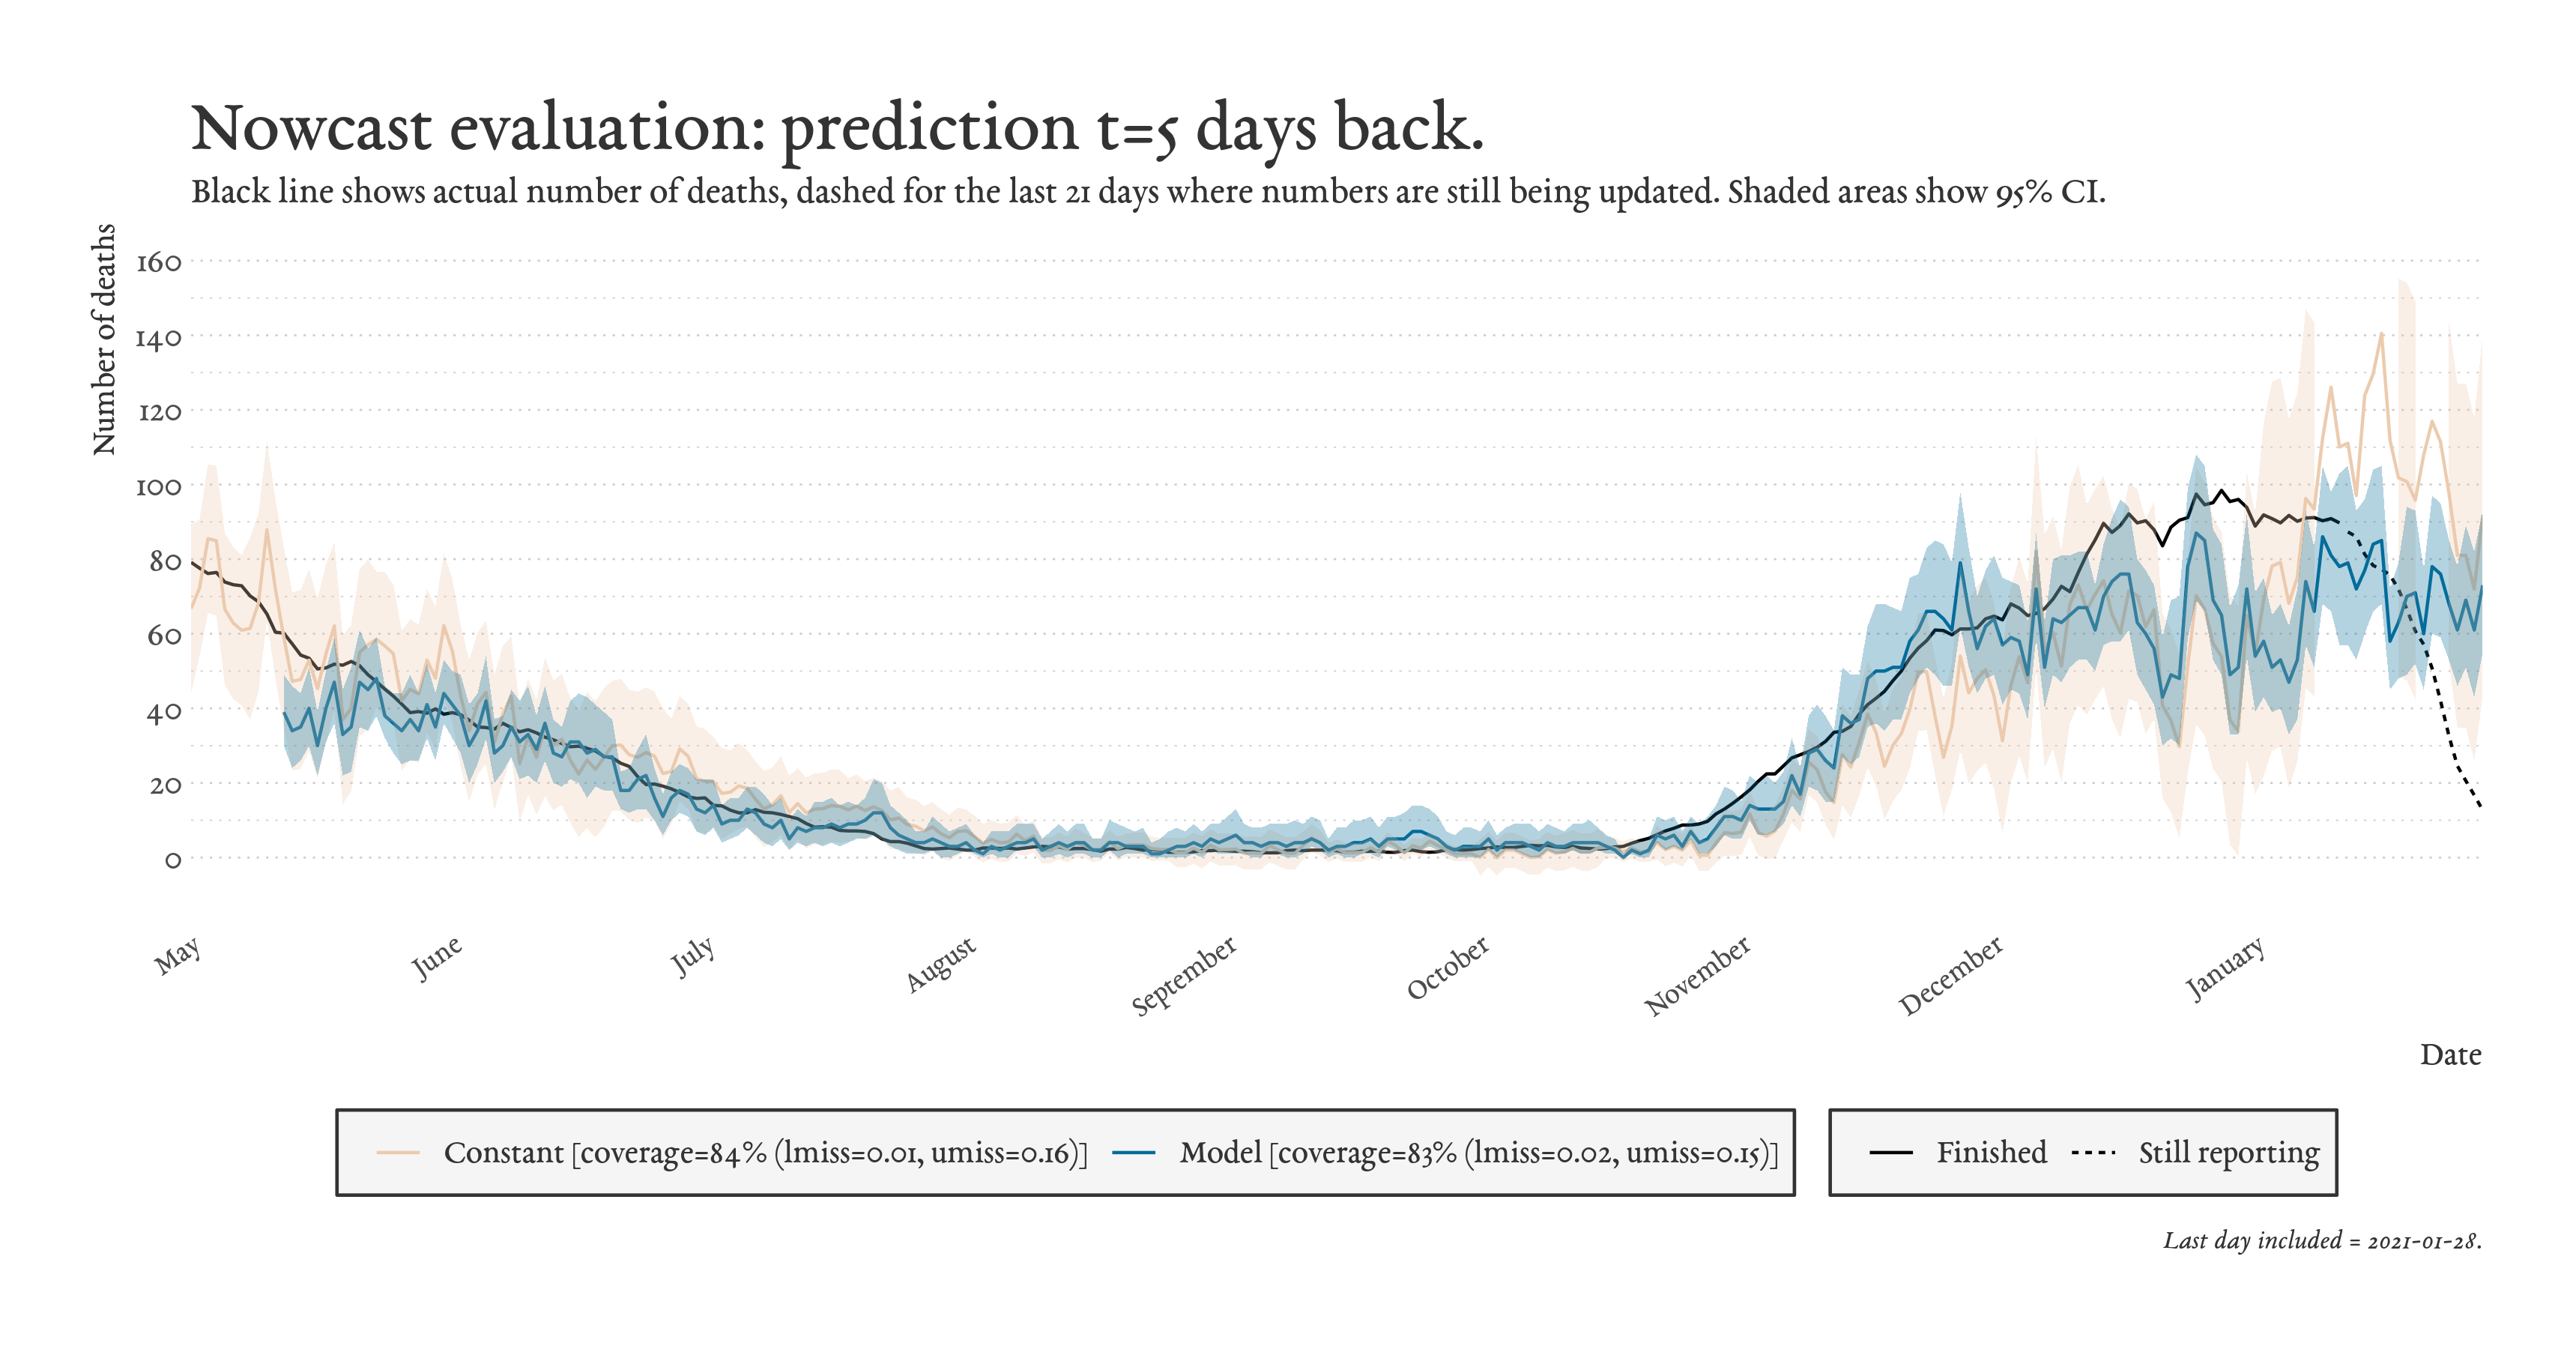 Nowcast evaluation: prediction t=5 days back.
Black line shows actual number of deaths, dashed for the last 21 days where numbers are still being updated. Shaded areas show 95% CI.
Number of deaths
160
140
120
100
80
60
40
20
0
May
June
July
August
September
October
November
December
January
Date
Constant [coverage=84% (lmiss=0.01, umiss=0.16)]
Model [coverage=83% (lmiss=0.02, umiss=0.15)]
Finished
Still reporting
Last day included = 2021-01-28.